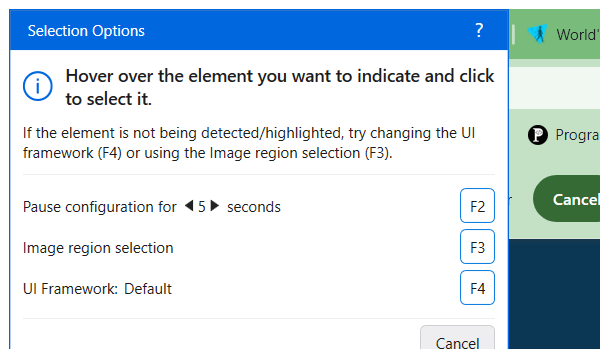 Selection Options ?
World'
Hover over the element you want to indicate and click
to select it.
If the element is not being detected/highlighted, try changing the UI
framework (F4) or using the Image region selection (F3).
Progra
Pause configuration for 5 seconds F2
Cancel
Image region selection F3
UI Framework: Default F4
Cancel